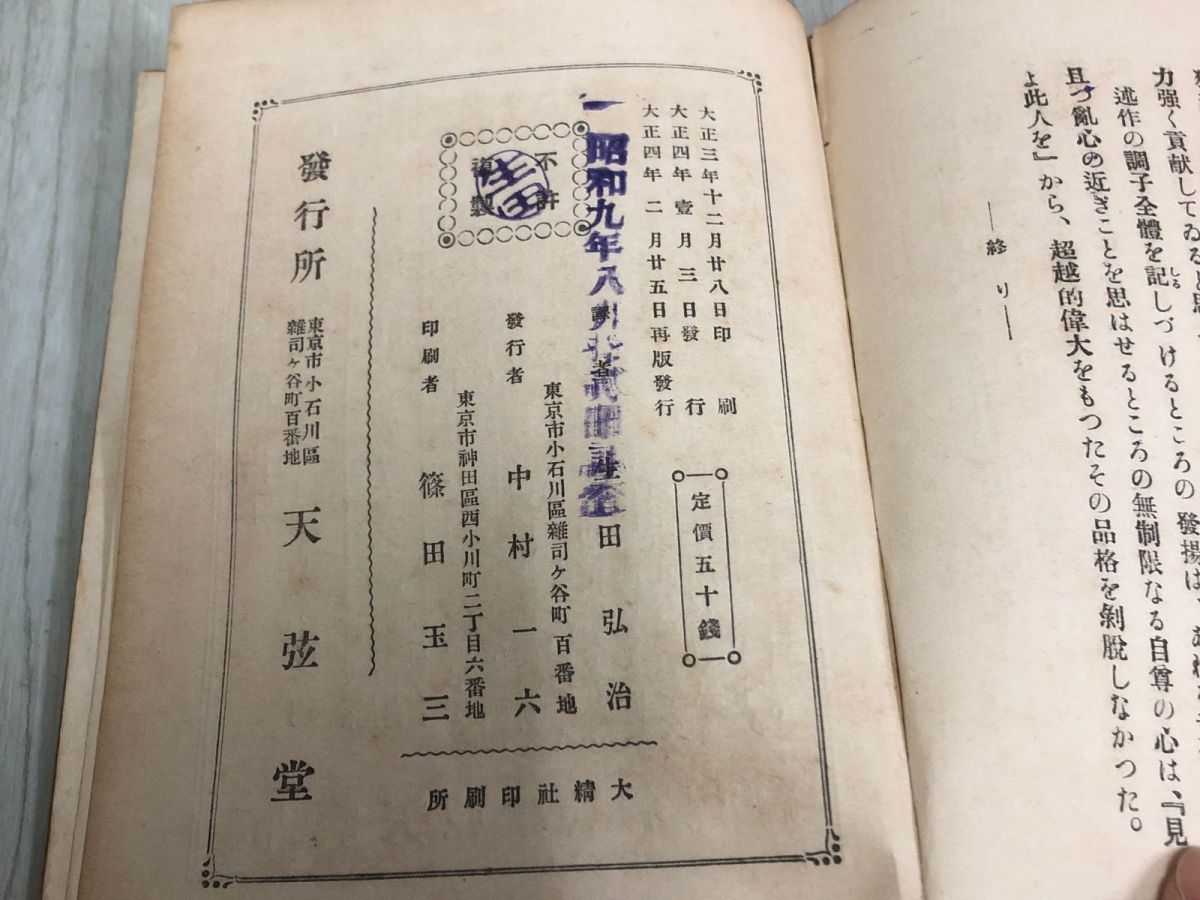 力强く貢献してゐると
述作の調子全體を記しづけるところの發揚は、
且つ亂心の近きことを思はせるところの無制限なる自尊の心は、『見
よ此人を』から、超越的偉大をもつたその品格を剝脫しなかつた。
―終り―
大正三年十二月廿八日印刷
大正四年壹月三日發行
大正四年二月廿五日再版發行
定價五十錢
昭和九年八月
不許
複製
生田
譯者 生田弘治
東京市小石川區雜司ヶ谷町百番地
發行者 中村一六
東京市神田區西小川町二丁目六番地
印刷者 篠田玉三
大精社印刷所
發行所 東京市小石川區
雜司ヶ谷町百番地 天弦堂